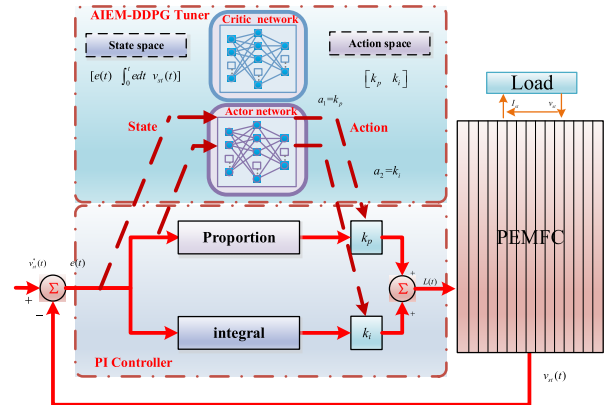 AIEM-DDPG Tuner
Critic network
State space
Action space
[e(t) ∫₀ᵗ edt v_st(t)]
[k_p k_i]
Load
I_st v_st
State
Actor network
a₁=k_p
Action
a₂=k_i
PEMFC
Proportion
k_p
v*_st(t)
e(t)
Σ
+
−
+
Σ
+
L(t)
integral
k_i
PI Controller
v_st(t)